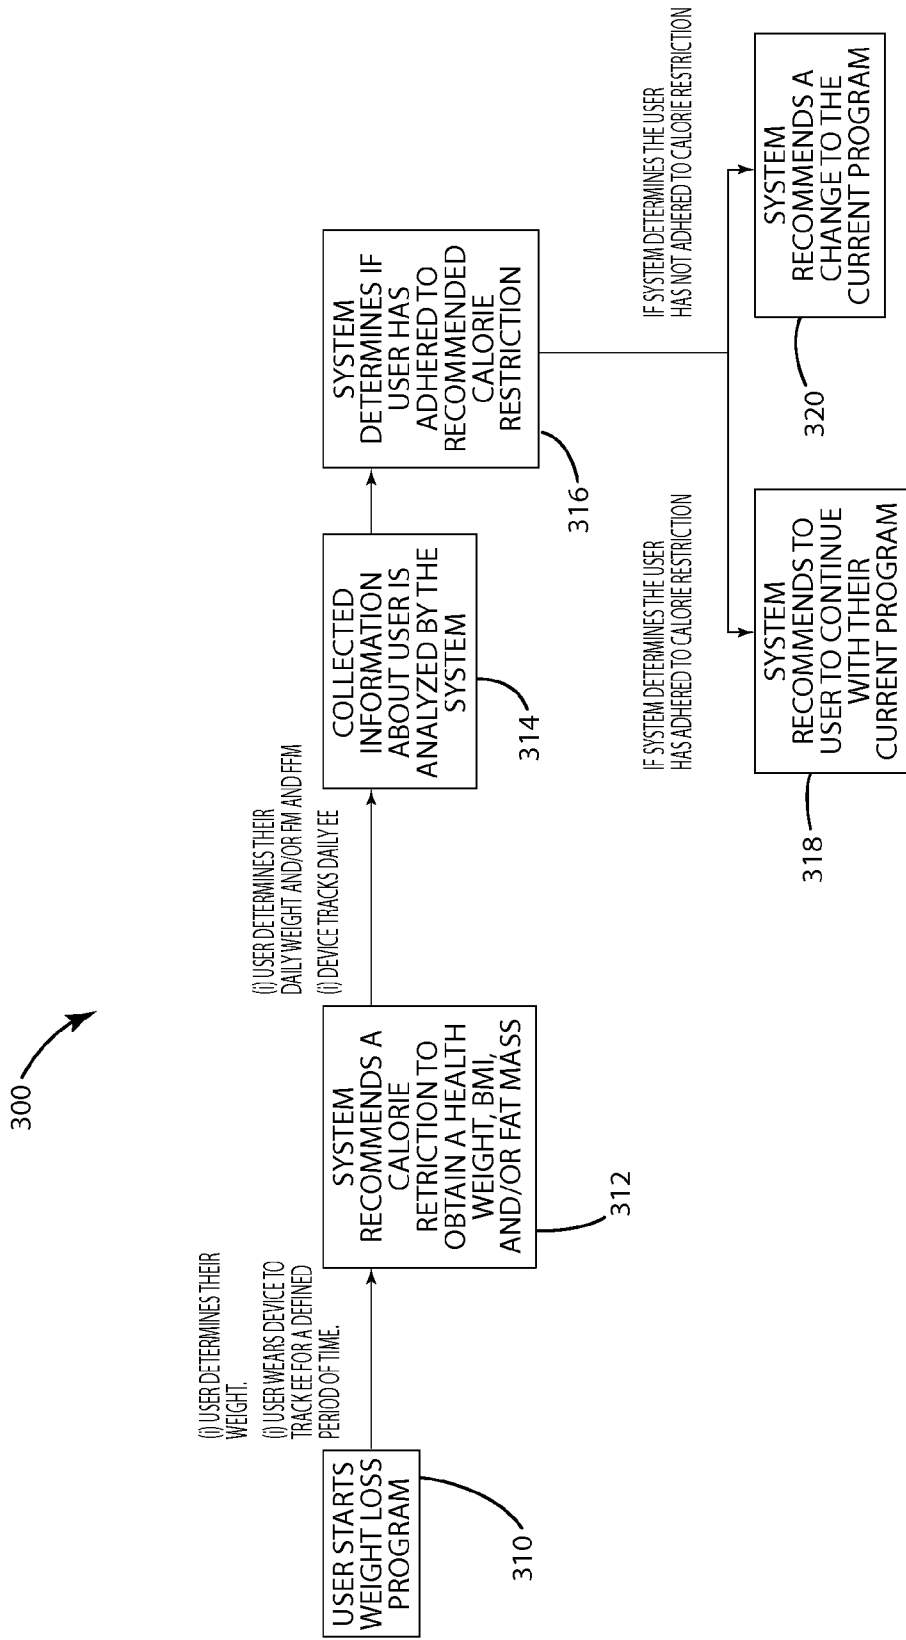 300
USER STARTS
WEIGHT LOSS
PROGRAM
310
(i) USER DETERMINES THEIR
WEIGHT.
(i) USER WEARS DEVICE TO
TRACK EE FOR A DEFINED
PERIOD OF TIME.
SYSTEM
RECOMMENDS A
CALORIE
RETRICTION TO
OBTAIN A HEALTH
WEIGHT, BMI,
AND/OR FAT MASS
312
(i) USER DETERMINES THEIR
DAILY WEIGHT AND/OR FM AND FFM
(i) DEVICE TRACKS DAILY EE
COLLECTED
INFORMATION
ABOUT USER IS
ANALYZED BY THE
SYSTEM
314
SYSTEM
DETERMINES IF
USER HAS
ADHERED TO
RECOMMENDED
CALORIE
RESTRICTION
316
IF SYSTEM DETERMINES THE USER
HAS ADHERED TO CALORIE RESTRICTION
SYSTEM
RECOMMENDS TO
USER TO CONTINUE
WITH THEIR
CURRENT PROGRAM
318
IF SYSTEM DETERMINES THE USER
HAS NOT ADHERED TO CALORIE RESTRICTION
SYSTEM
RECOMMENDS A
CHANGE TO THE
CURRENT PROGRAM
320